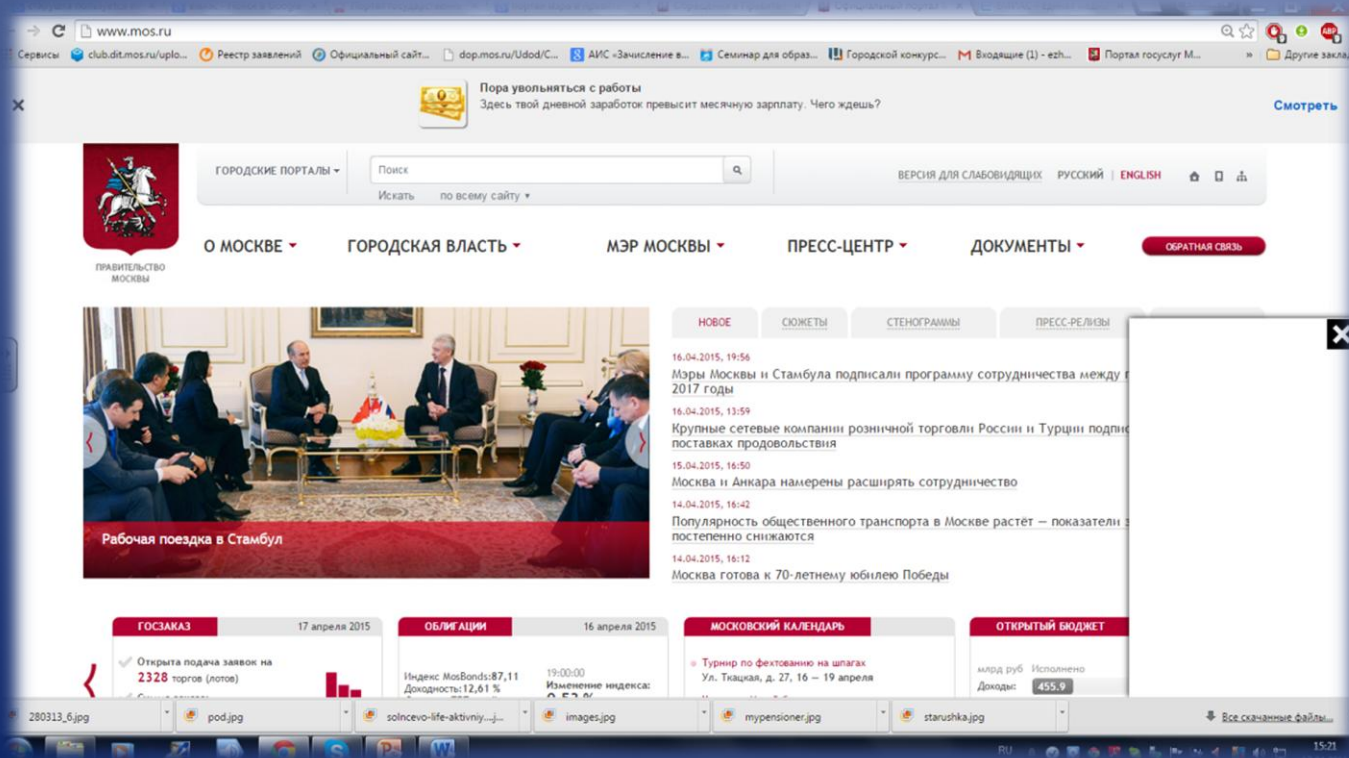 www.mos.ru
Сервисы club.dit.mos.ru/uplo... Реестр заявлений Официальный сайт... dop.mos.ru/Udod/C... АИС «Зачисление в... Семинар для образ... Городской конкурс... Входящие (1) - ezh... Портал госуслуг М... » Другие закла
Пора увольняться с работы
Здесь твой дневной заработок превысит месячную зарплату. Чего ждешь?
Смотреть
ГОРОДСКИЕ ПОРТАЛЫ
Поиск
Искать по всему сайту
ВЕРСИЯ ДЛЯ СЛАБОВИДЯЩИХ РУССКИЙ | ENGLISH
ПРАВИТЕЛЬСТВО
МОСКВЫ
О МОСКВЕ ГОРОДСКАЯ ВЛАСТЬ МЭР МОСКВЫ ПРЕСС-ЦЕНТР ДОКУМЕНТЫ ОБРАТНАЯ СВЯЗЬ
Рабочая поездка в Стамбул
НОВОЕ СЮЖЕТЫ СТЕНОГРАММЫ ПРЕСС-РЕЛИЗЫ
16.04.2015, 19:56
Мэры Москвы и Стамбула подписали программу сотрудничества между
2017 годы
16.04.2015, 13:59
Крупные сетевые компании розничной торговли России и Турции подпис
поставках продовольствия
15.04.2015, 16:50
Москва и Анкара намерены расширять сотрудничество
14.04.2015, 16:42
Популярность общественного транспорта в Москве растёт — показатели
постепенно снижаются
14.04.2015, 16:12
Москва готова к 70-летнему юбилею Победы
ГОСЗАКАЗ 17 апреля 2015
Открыта подача заявок на
2328 торгов (лотов)
ОБЛИГАЦИИ 16 апреля 2015
Индекс MosBonds:87,11
Доходность:12,61 %
19:00:00
Изменение индекса:
МОСКОВСКИЙ КАЛЕНДАРЬ
Турнир по фехтованию на шпагах
Ул. Ткацкая, д. 27, 16 — 19 апреля
ОТКРЫТЫЙ БЮДЖЕТ
млрд руб Исполнено
Доходы: 455.9
280313_6.jpg pod.jpg solncevo-life-aktivniy-...j... images.jpg mypensioner.jpg starushka.jpg Все скачанные файлы...
RU 15:21